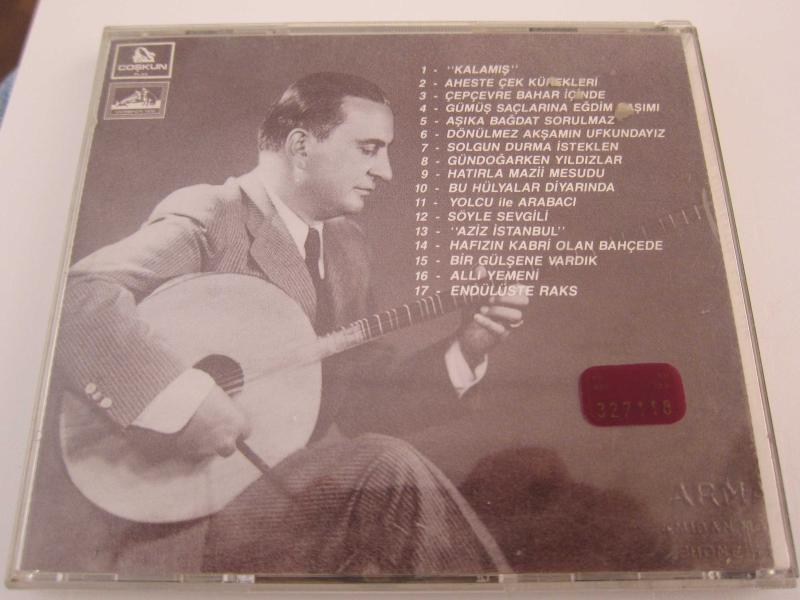 COŞKUN
PLAK
1 - "KALAMIŞ"
2 - AHESTE ÇEK KÜREKLERİ
3 - ÇEPÇEVRE BAHAR İÇİNDE
4 - GÜMÜŞ SAÇLARINA EĞDİM BAŞIMI
5 - AŞIKA BAĞDAT SORULMAZ
6 - DÖNÜLMEZ AKŞAMIN UFKUNDAYIZ
7 - SOLGUN DURMA İSTEKLEN
8 - GÜNDOĞARKEN YILDIZLAR
9 - HATIRLA MAZİİ MESUDU
10 - BU HÜLYALAR DİYARINDA
11 - YOLCU ile ARABACI
12 - SÖYLE SEVGİLİ
13 - "AZİZ İSTANBUL"
14 - HAFIZIN KABRİ OLAN BAHÇEDE
15 - BİR GÜLŞENE VARDIK
16 - ALLI YEMENİ
17 - ENDÜLÜSTE RAKS
327118
ARM
PHONE